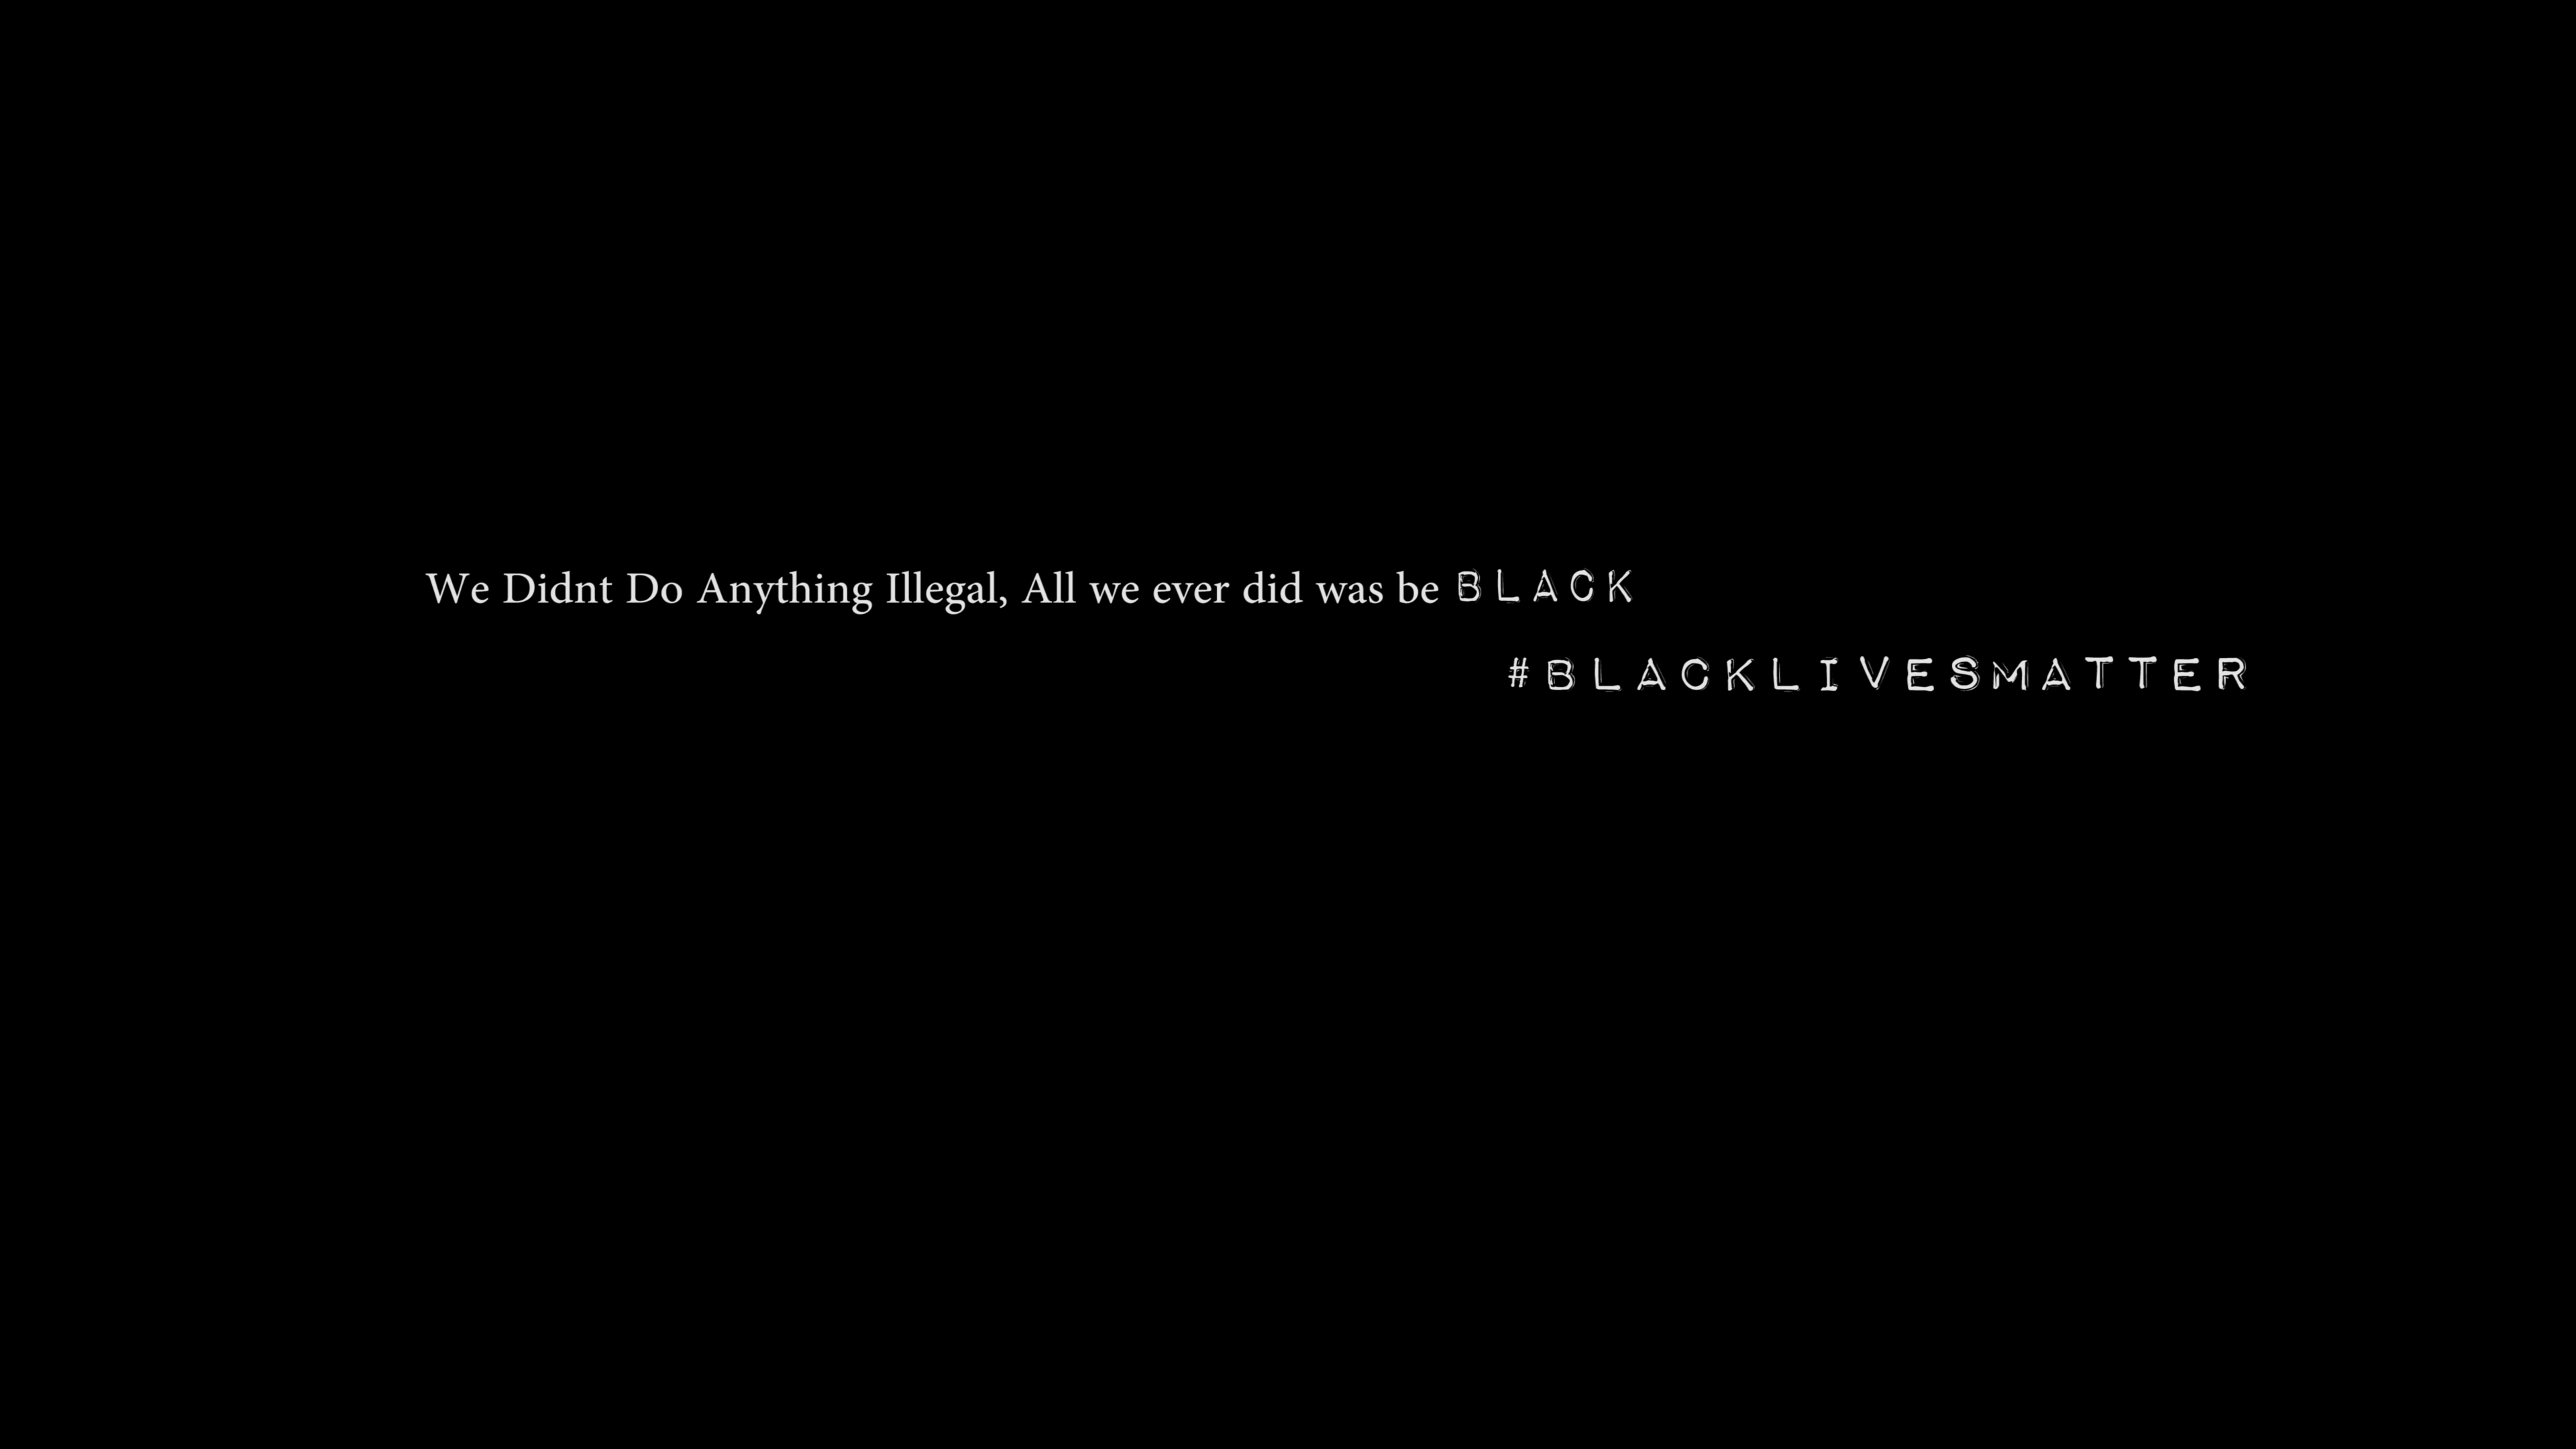 We Didnt Do Anything Illegal, All we ever did was be BLACK
#BLACKLIVESMATTER